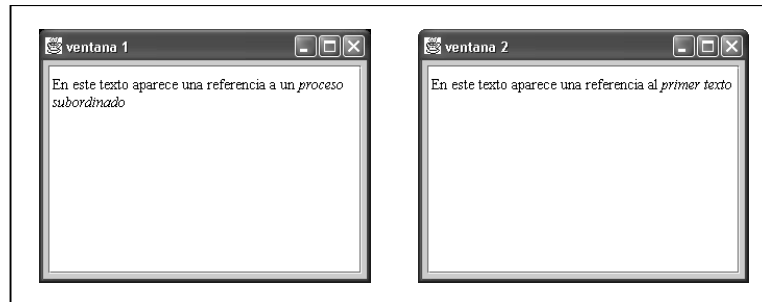 ventana 1
En este texto aparece una referencia a un proceso
subordinado
ventana 2
En este texto aparece una referencia al primer texto